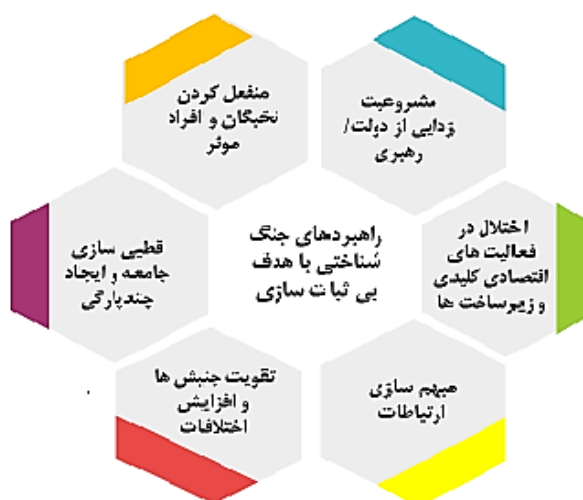 مشروعیت
زدایی از دولت/
رهبری
منفعل کردن
نخبگان و افراد
موثر
اختلال در
فعالیت های
اقتصادی کلیدی
و زیرساخت ها
راهبردهای جنگ
شناختی با هدف
بی ثبات سازی
قطبی سازی
جامعه و ایجاد
چندپارگی
مبهم سازی
ارتباطات
تقویت جنبش ها
و افزایش
اختلافات